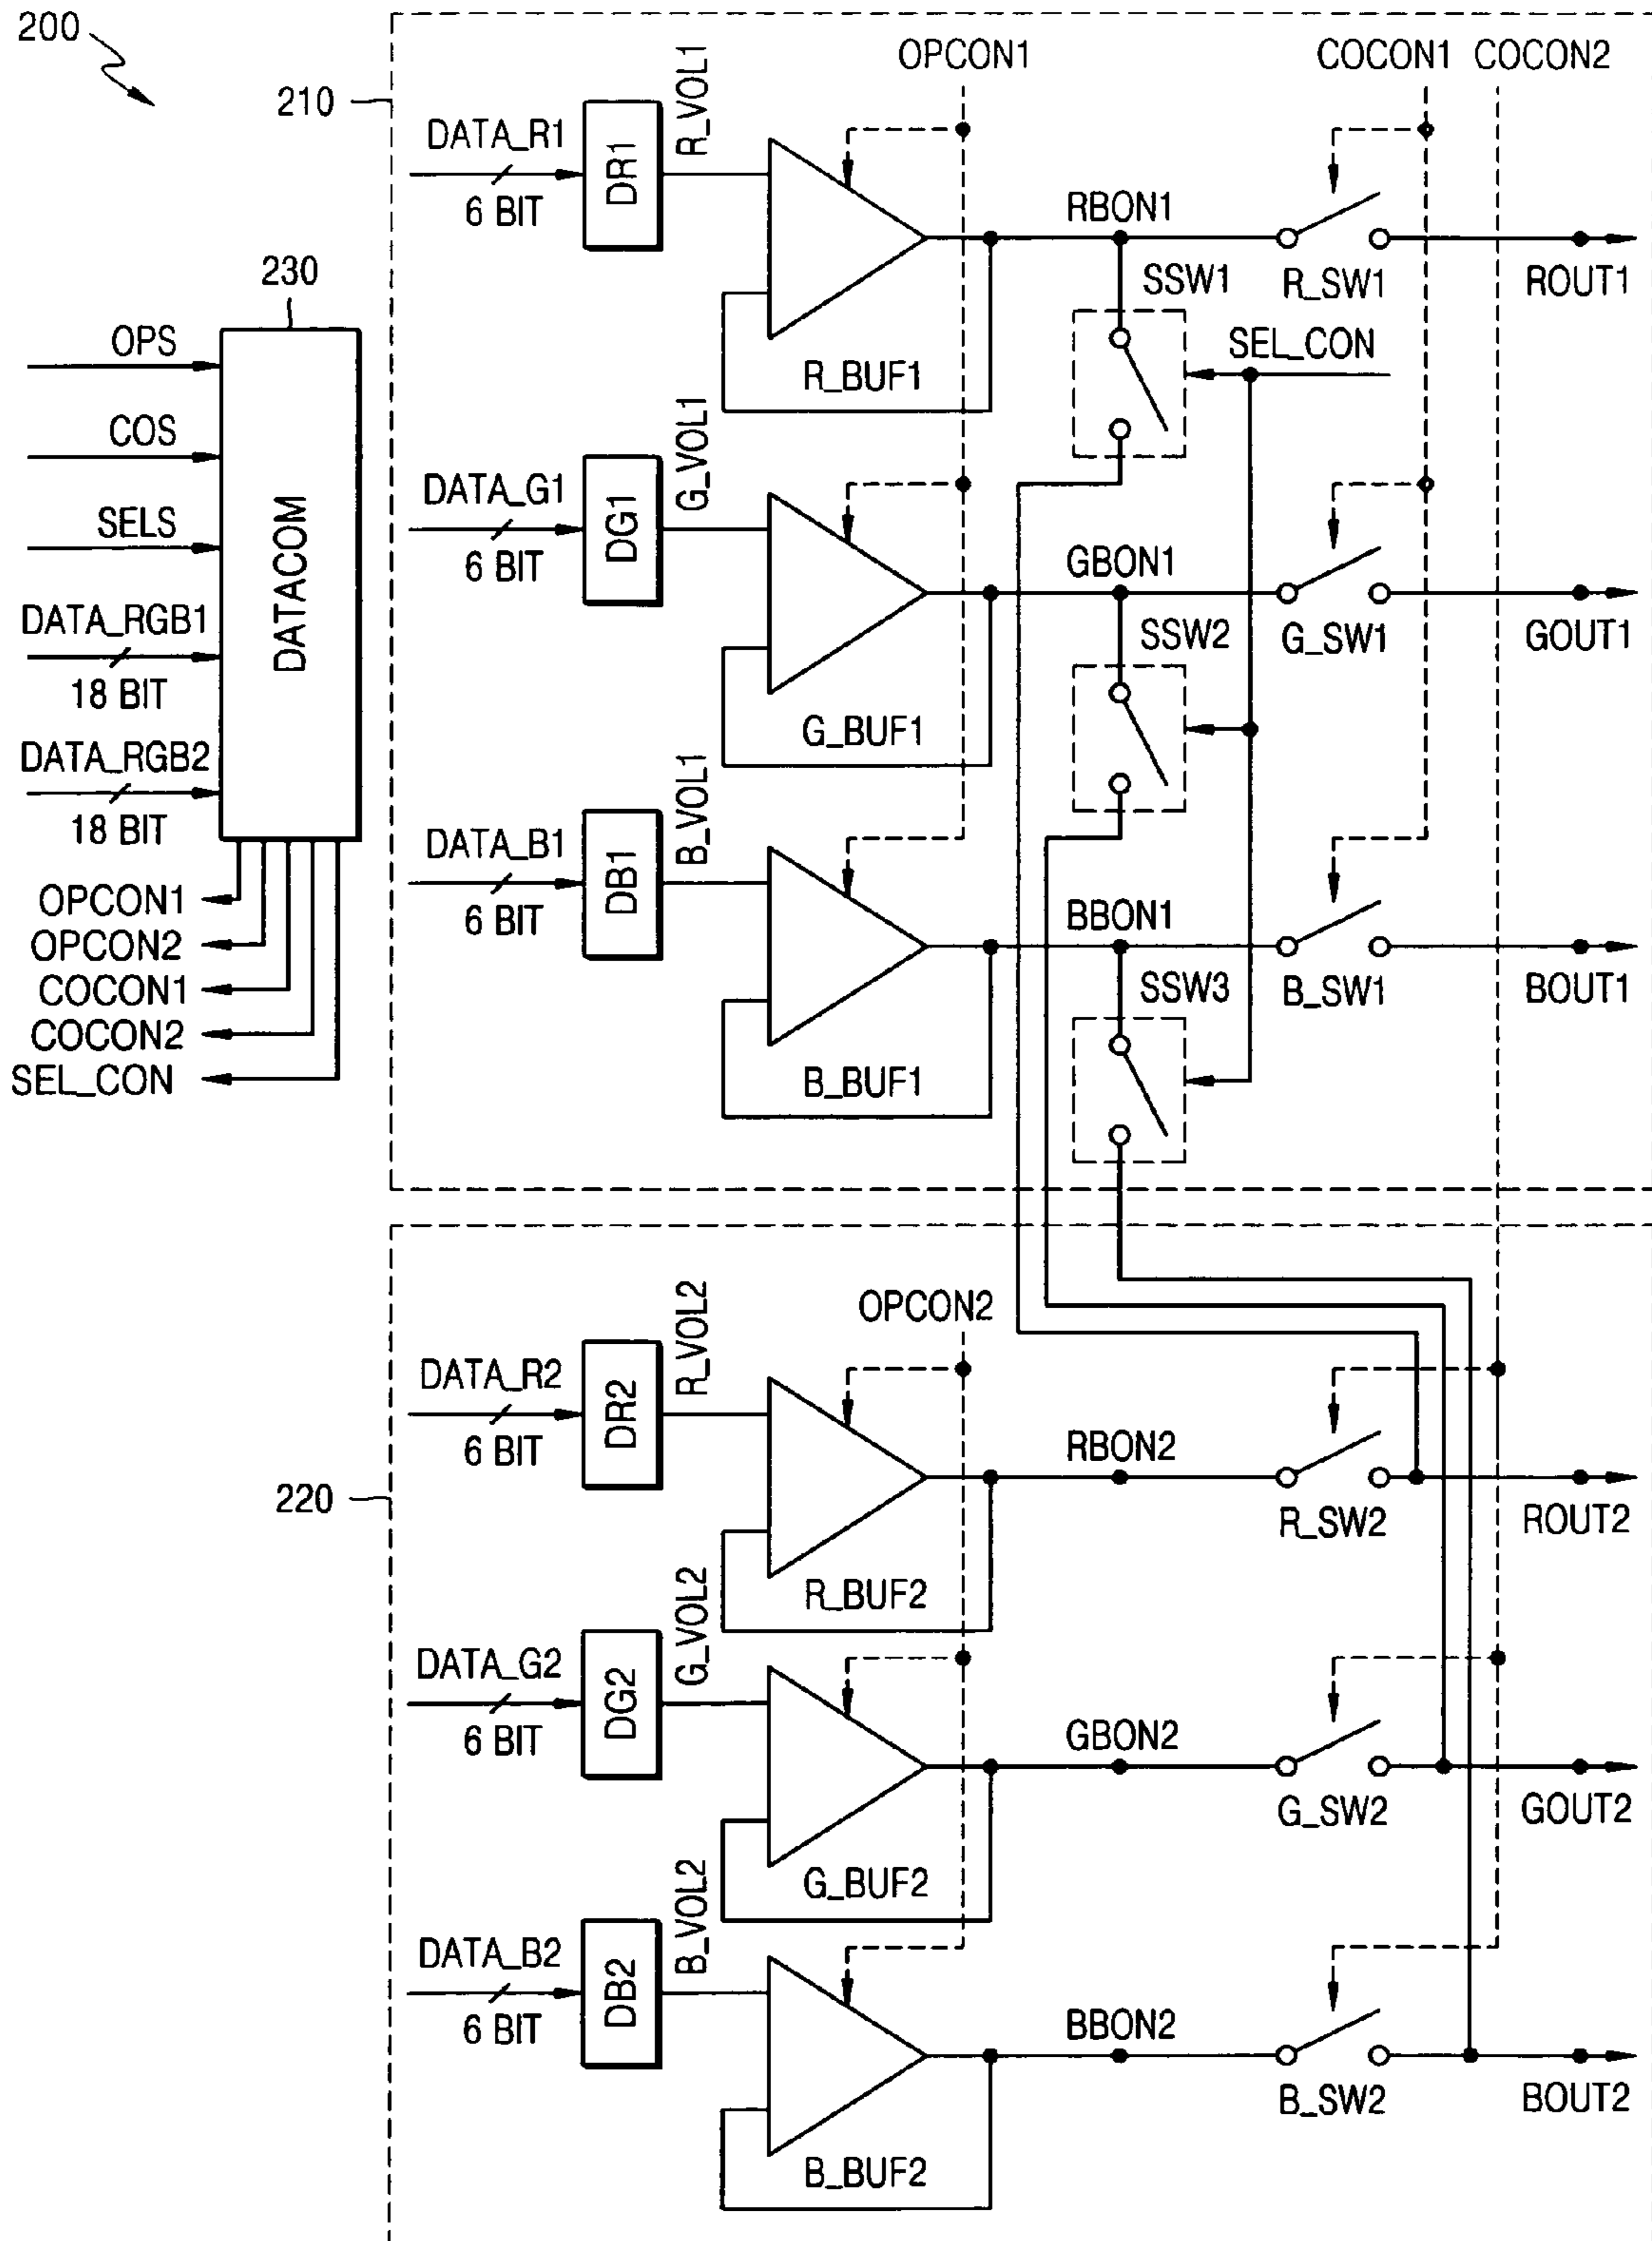 200
210
OPCON1
COCON1
COCON2
DATA_R1
6 BIT
DR1
R_VOL1
R_BUF1
RBON1
SSW1
R_SW1
ROUT1
SEL_CON
230
OPS
COS
SELS
DATA_RGB1
18 BIT
DATA_RGB2
18 BIT
DATACOM
OPCON1
OPCON2
COCON1
COCON2
SEL_CON
DATA_G1
6 BIT
DG1
G_VOL1
G_BUF1
GBON1
SSW2
G_SW1
GOUT1
DATA_B1
6 BIT
DB1
B_VOL1
B_BUF1
BBON1
SSW3
B_SW1
BOUT1
220
OPCON2
DATA_R2
6 BIT
DR2
R_VOL2
R_BUF2
RBON2
R_SW2
ROUT2
DATA_G2
6 BIT
DG2
G_VOL2
G_BUF2
GBON2
G_SW2
GOUT2
DATA_B2
6 BIT
DB2
B_VOL2
B_BUF2
BBON2
B_SW2
BOUT2